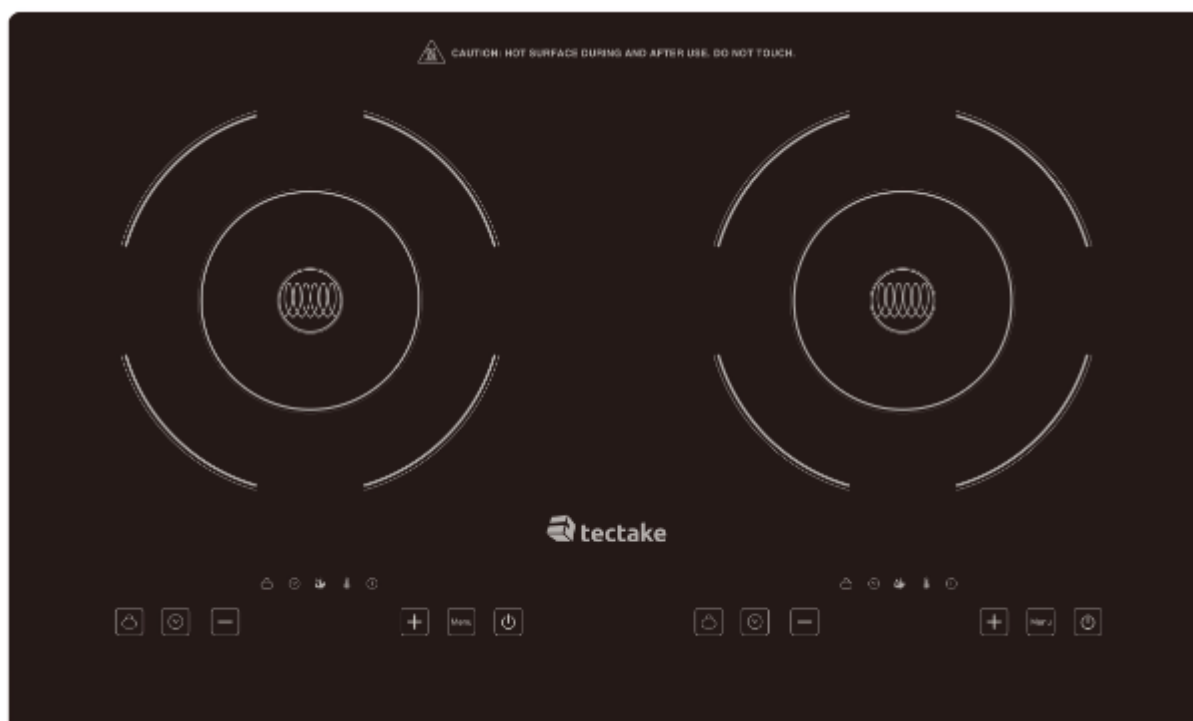 CAUTION: HOT SURFACE DURING AND AFTER USE. DO NOT TOUCH.
tectake
Menu
Menu